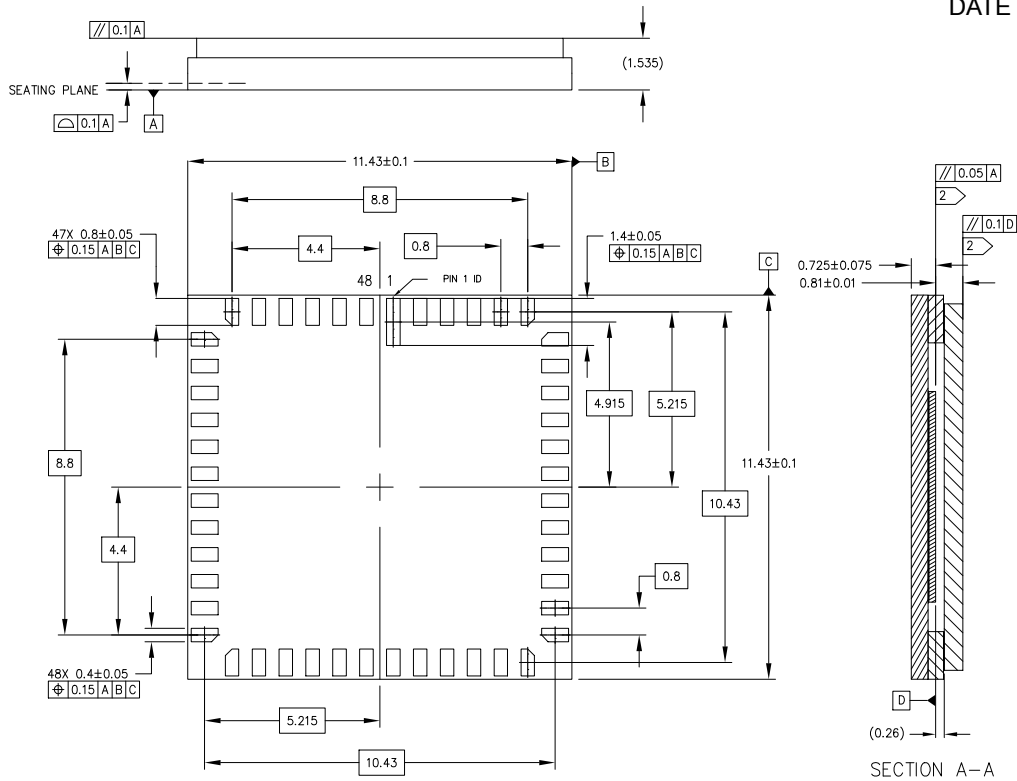 DATE
// 0.1 A
(1.535)
SEATING PLANE
⌓ 0.1 A
A
11.43±0.1
B
8.8
// 0.05 A
2
// 0.1 D
2
47X 0.8±0.05
⌖ 0.15 A B C
4.4
0.8
1.4±0.05
⌖ 0.15 A B C
C
0.725±0.075
0.81±0.01
48
1
PIN 1 ID
4.915
5.215
8.8
11.43±0.1
10.43
4.4
0.8
48X 0.4±0.05
⌖ 0.15 A B C
D
5.215
(0.26)
10.43
SECTION A-A